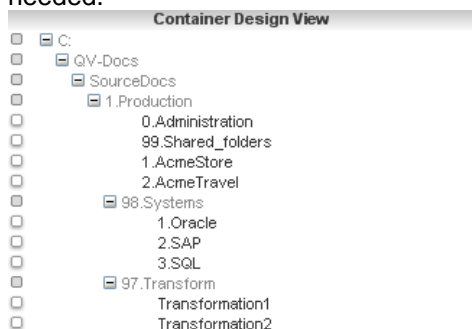 needed.
Container Design View
C:
QV-Docs
SourceDocs
1.Production
0.Administration
99.Shared_folders
1.AcmeStore
2.AcmeTravel
98.Systems
1.Oracle
2.SAP
3.SQL
97.Transform
Transformation1
Transformation2